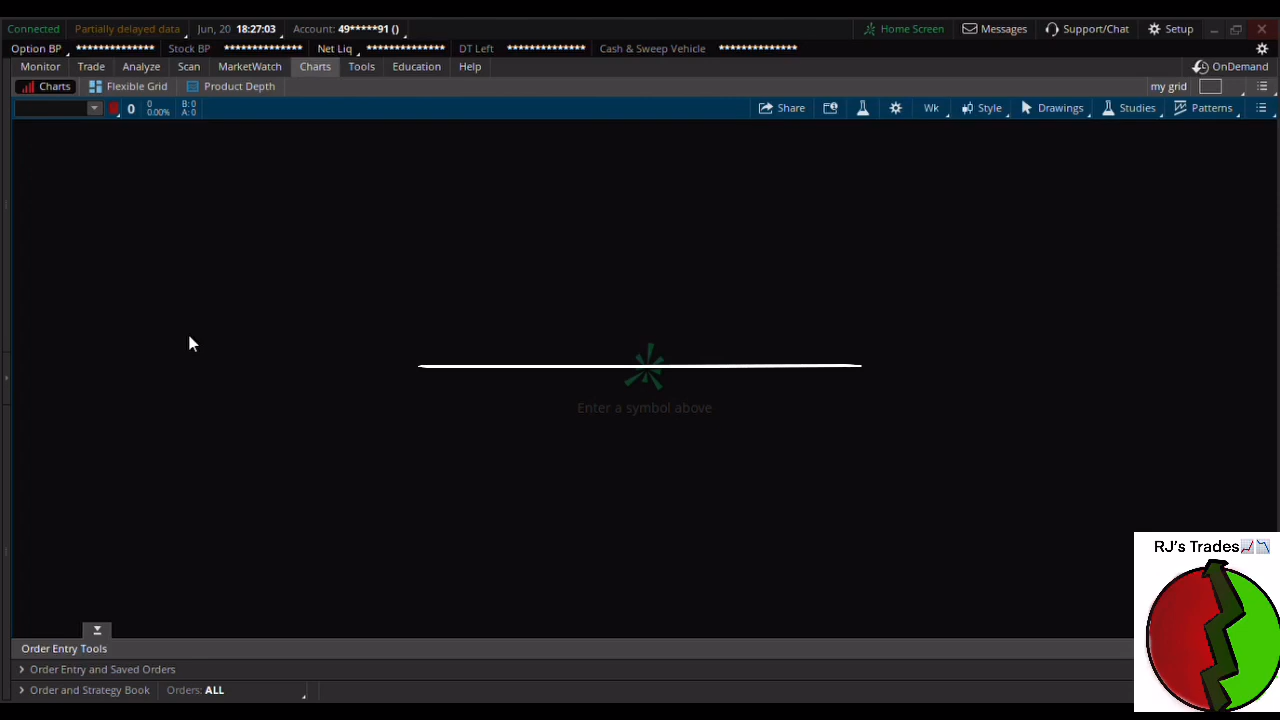 Connected Partially delayed data Jun, 20 18:27:03 Account: 49*****91 () Home Screen Messages Support/Chat Setup
Option BP ************** Stock BP ************** Net Liq ************** DT Left ************** Cash & Sweep Vehicle **************
Monitor Trade Analyze Scan MarketWatch Charts Tools Education Help OnDemand
Charts Flexible Grid Product Depth my grid
0 0 B: 0 Share Wk Style Drawings Studies Patterns
0.00% A: 0
Enter a symbol above
RJ's Trades
Order Entry Tools
Order Entry and Saved Orders
Order and Strategy Book Orders: ALL